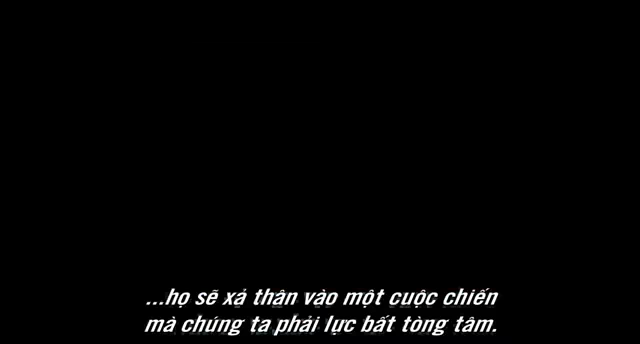 ...họ sẽ xả thân vào một cuộc chiến
mà chúng ta phải lực bất tòng tâm.